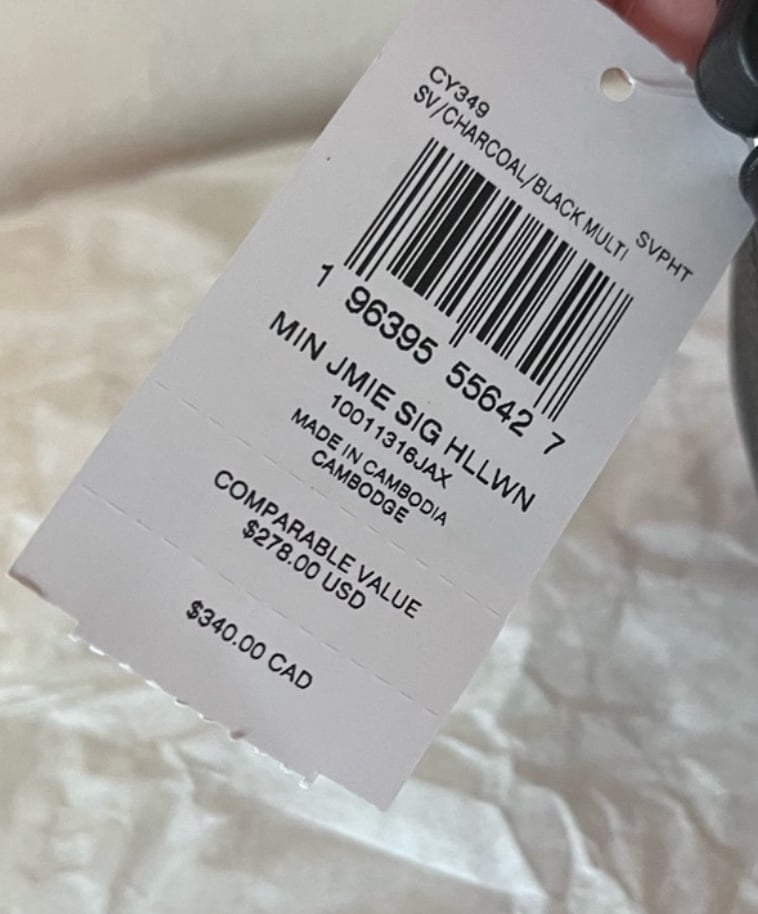 CY349
SV/CHARCOAL/BLACK MULTI SVPHT
1 96395 55642 7
MIN JMIE SIG HLLWN
10011316JAX
MADE IN CAMBODIA
CAMBODGE
COMPARABLE VALUE
$278.00 USD
$340.00 CAD